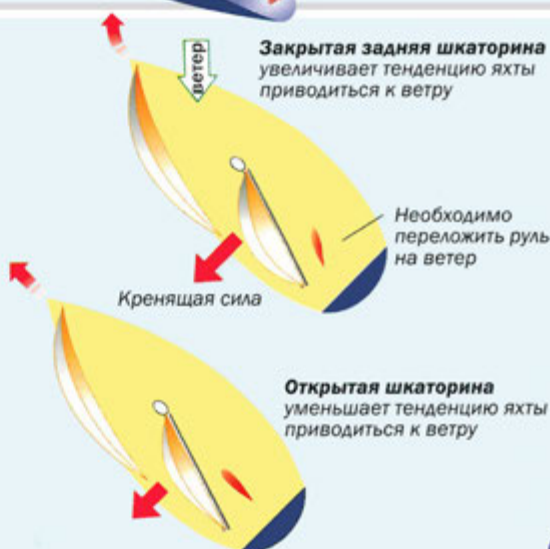 ветер
Закрытая задняя шкаторина
увеличивает тенденцию яхты
приводиться к ветру
Необходимо
переложить руль
на ветер
Кренящая сила
Открытая шкаторина
уменьшает тенденцию яхты
приводиться к ветру